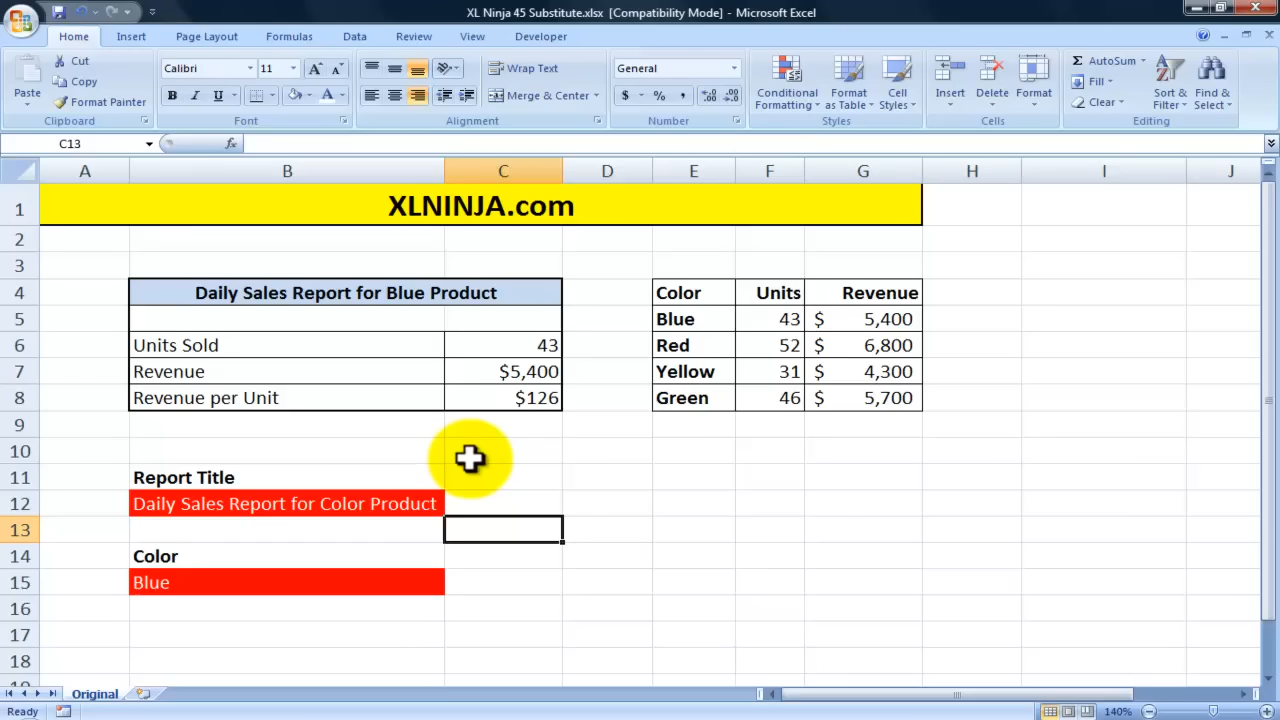 XL Ninja 45 Substitute.xlsx [Compatibility Mode] - Microsoft Excel
Home Insert Page Layout Formulas Data Review View Developer
Paste
Cut
Copy
Format Painter
Clipboard
Calibri 11
B I U A
Font
Wrap Text
Merge & Center
Alignment
General
$ % ,
Number
Conditional Formatting
Format as Table
Cell Styles
Styles
Insert Delete Format
Cells
Σ AutoSum
Fill
Clear
Sort & Filter
Find & Select
Editing
C13 fx
A B C D E F G H I J
1 XLNINJA.com
2
3
4 Daily Sales Report for Blue Product Color Units Revenue
5 Blue 43 $ 5,400
6 Units Sold 43 Red 52 $ 6,800
7 Revenue $5,400 Yellow 31 $ 4,300
8 Revenue per Unit $126 Green 46 $ 5,700
9
10
11 Report Title
12 Daily Sales Report for Color Product
13
14 Color
15 Blue
16
17
18
19
Original
Ready 140%